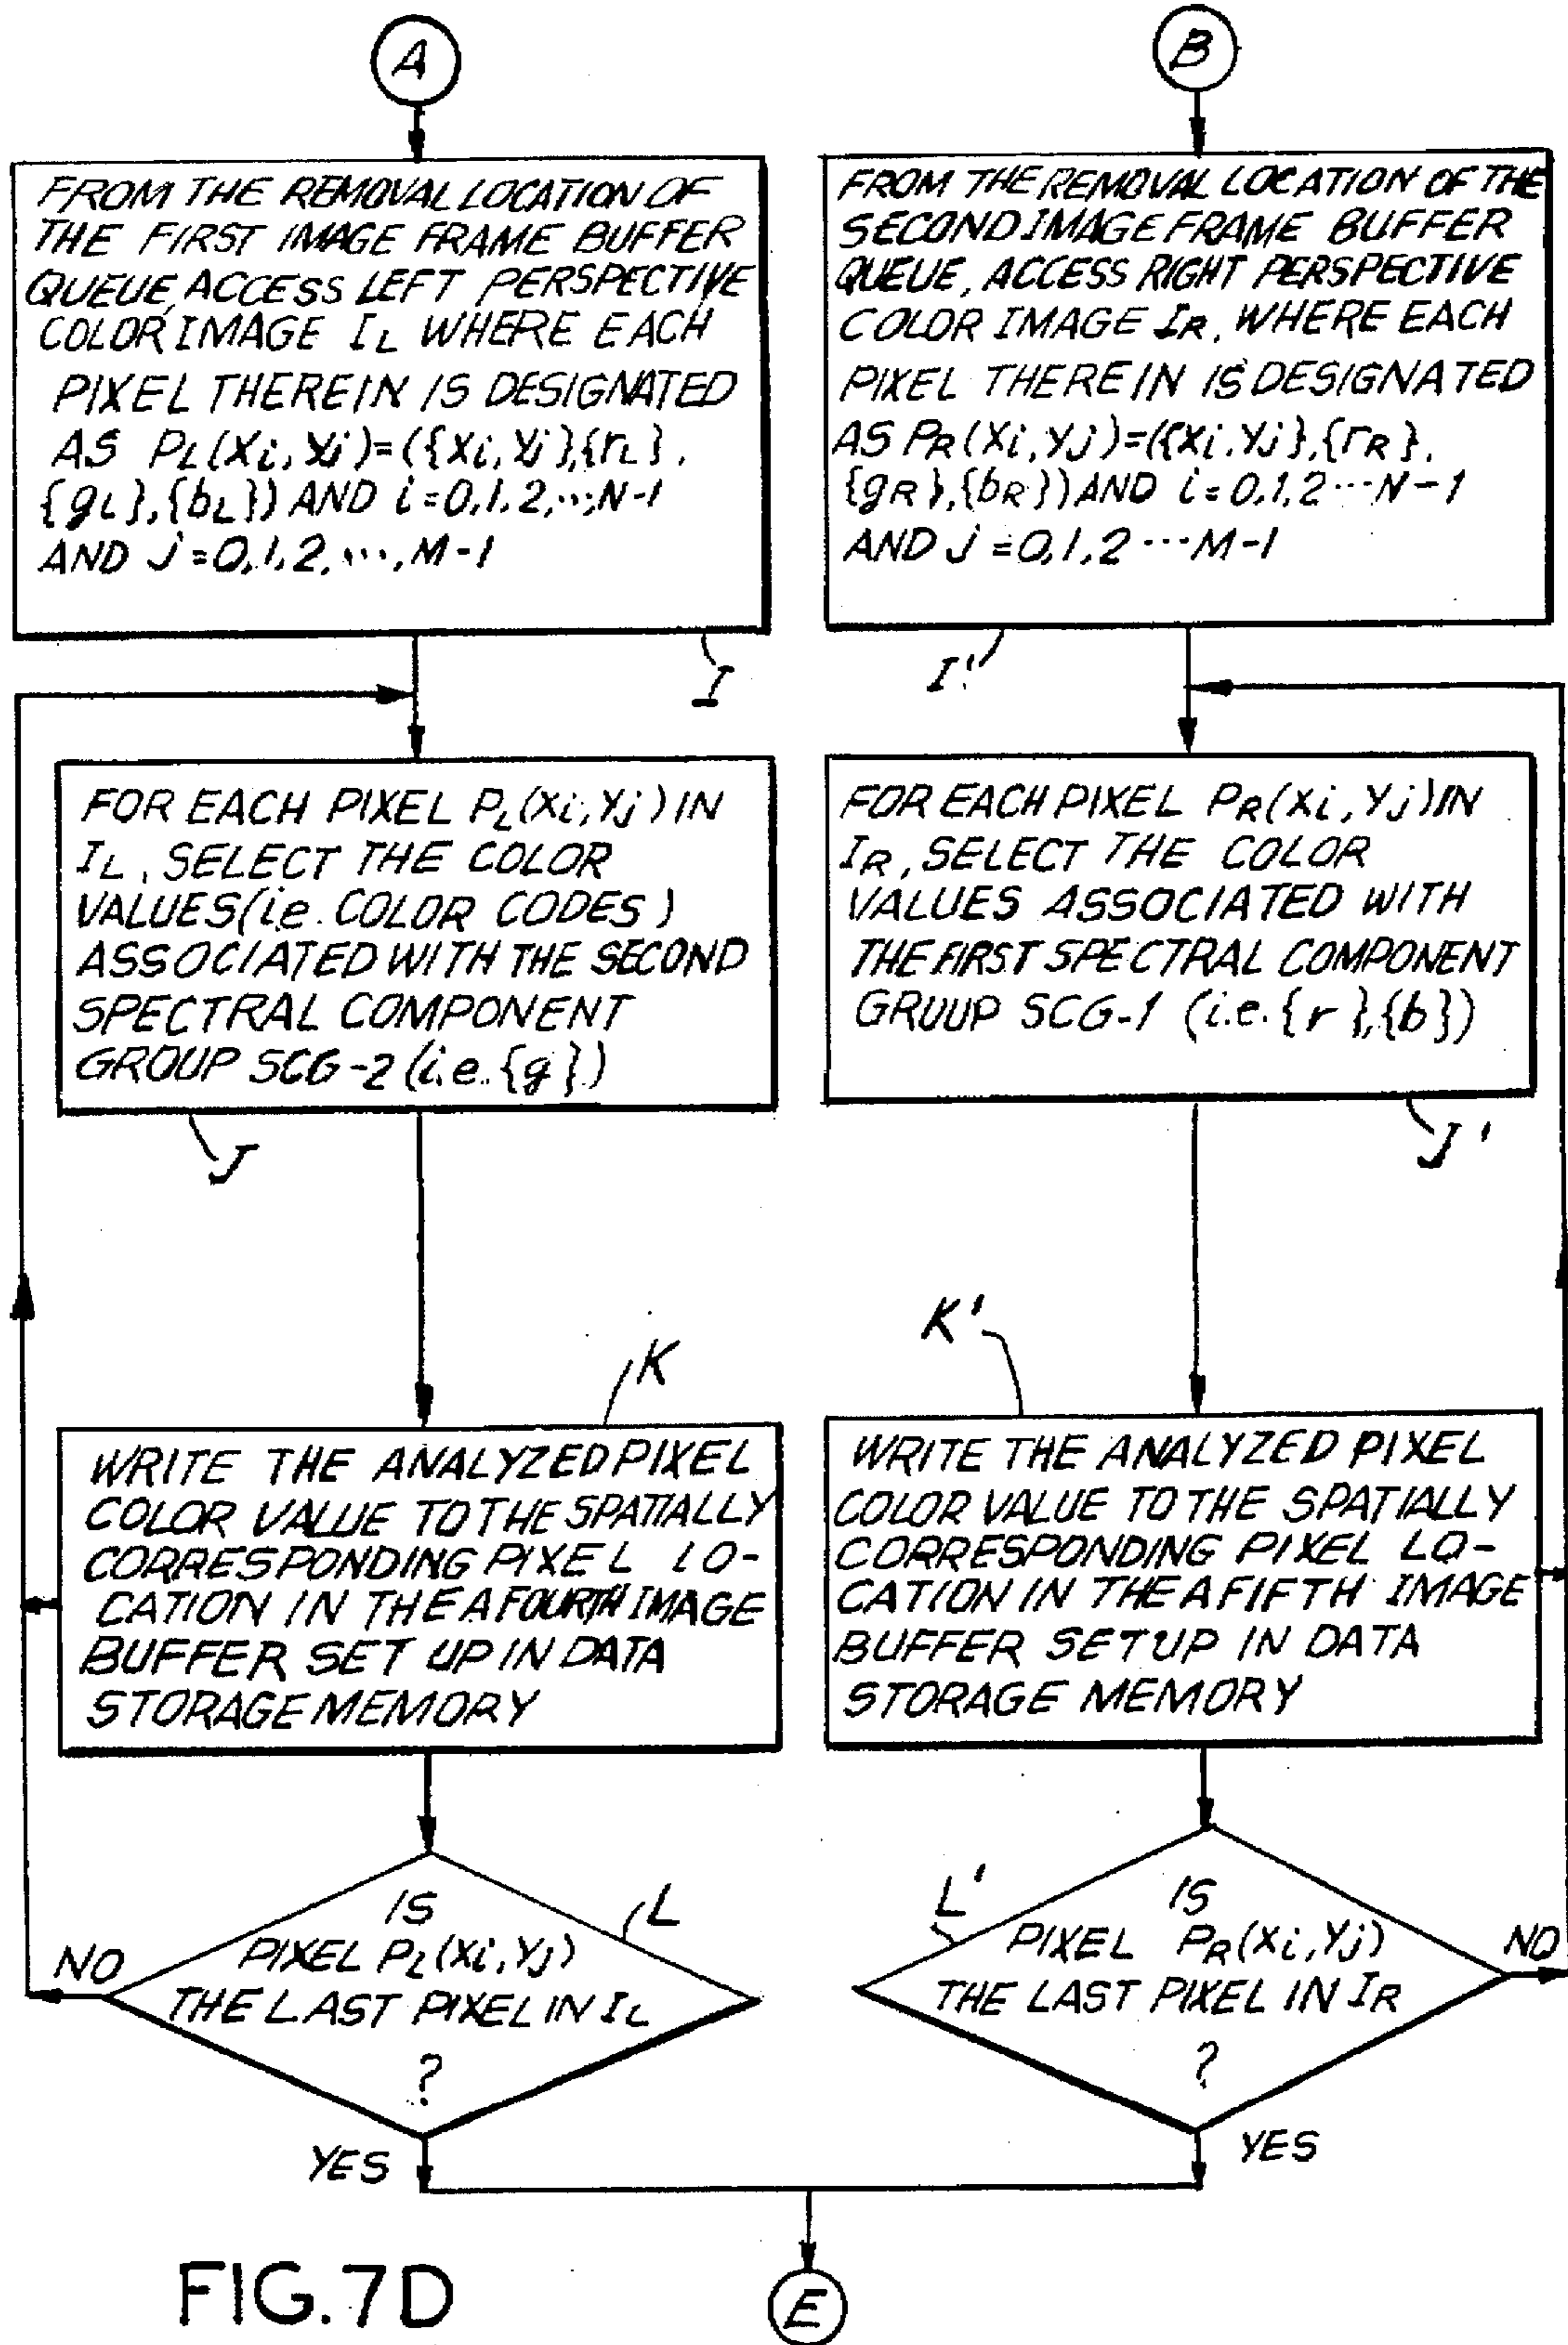 A
FROM THE REMOVAL LOCATION OF
THE FIRST IMAGE FRAME BUFFER
QUEUE, ACCESS LEFT PERSPECTIVE
COLOR IMAGE IL WHERE EACH
PIXEL THEREIN IS DESIGNATED
AS PL(Xi, Yj)=({Xi, Yj},{rL},
{gL},{bL}) AND i=0,1,2,...,N-1
AND j=0,1,2,...,M-1
I
FOR EACH PIXEL PL(Xi, Yj) IN
IL, SELECT THE COLOR
VALUES (i.e. COLOR CODES)
ASSOCIATED WITH THE SECOND
SPECTRAL COMPONENT
GROUP SCG-2 (i.e. {g})
J
K
WRITE THE ANALYZED PIXEL
COLOR VALUE TO THE SPATIALLY
CORRESPONDING PIXEL LO-
CATION IN THE A FOURTH IMAGE
BUFFER SET UP IN DATA
STORAGE MEMORY
L
IS
PIXEL PL(Xi, Yj)
THE LAST PIXEL IN IL
?
NO
YES
B
FROM THE REMOVAL LOCATION OF THE
SECOND IMAGE FRAME BUFFER
QUEUE, ACCESS RIGHT PERSPECTIVE
COLOR IMAGE IR, WHERE EACH
PIXEL THEREIN IS DESIGNATED
AS PR(Xi, Yj)=({Xi, Yj},{rR},
{gR},{bR}) AND i=0,1,2...N-1
AND j=0,1,2...M-1
I'
FOR EACH PIXEL PR(Xi, Yj) IN
IR, SELECT THE COLOR
VALUES ASSOCIATED WITH
THE FIRST SPECTRAL COMPONENT
GRUUP SCG-1 (i.e. {r},{b})
J'
K'
WRITE THE ANALYZED PIXEL
COLOR VALUE TO THE SPATIALLY
CORRESPONDING PIXEL LO-
CATION IN THE A FIFTH IMAGE
BUFFER SET UP IN DATA
STORAGE MEMORY
L'
IS
PIXEL PR(Xi, Yj)
THE LAST PIXEL IN IR
?
NO
YES
E
FIG. 7D